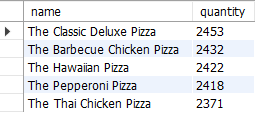 name quantity
The Classic Deluxe Pizza 2453
The Barbecue Chicken Pizza 2432
The Hawaiian Pizza 2422
The Pepperoni Pizza 2418
The Thai Chicken Pizza 2371